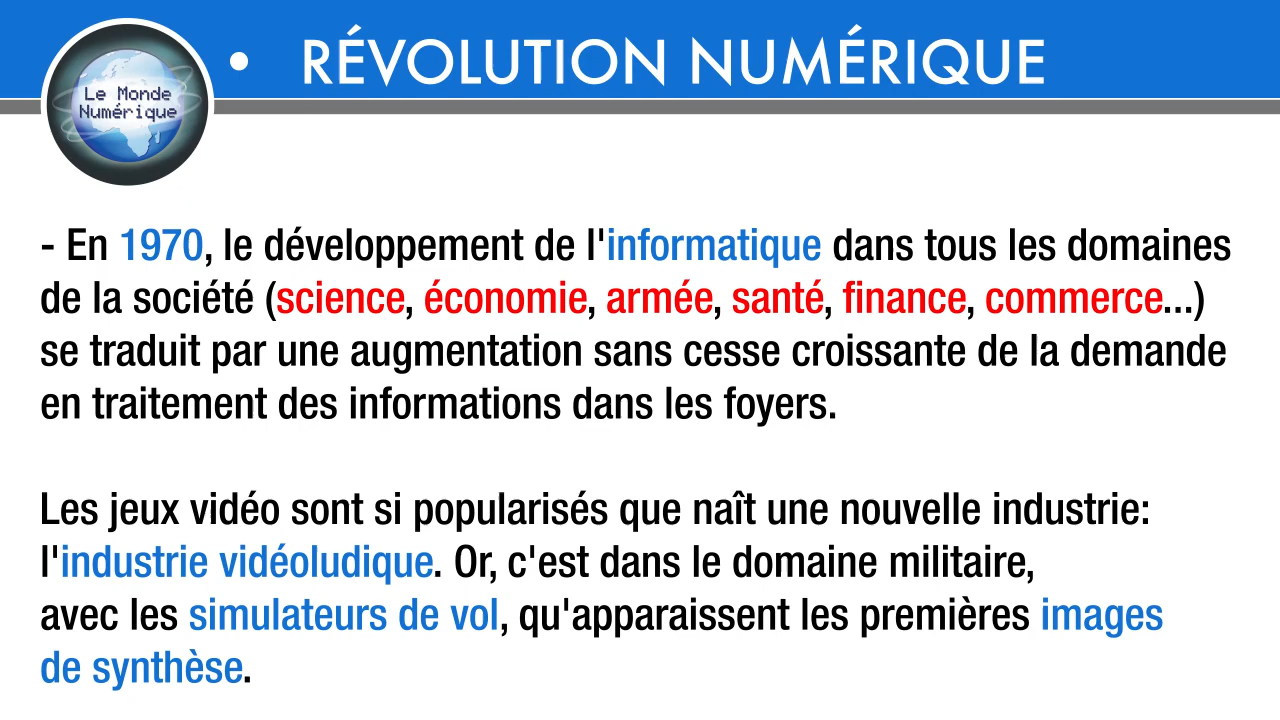 • RÉVOLUTION NUMÉRIQUE
Le Monde
Numérique
- En 1970, le développement de l'informatique dans tous les domaines
de la société (science, économie, armée, santé, finance, commerce...)
se traduit par une augmentation sans cesse croissante de la demande
en traitement des informations dans les foyers.
Les jeux vidéo sont si popularisés que naît une nouvelle industrie:
l'industrie vidéoludique. Or, c'est dans le domaine militaire,
avec les simulateurs de vol, qu'apparaissent les premières images
de synthèse.